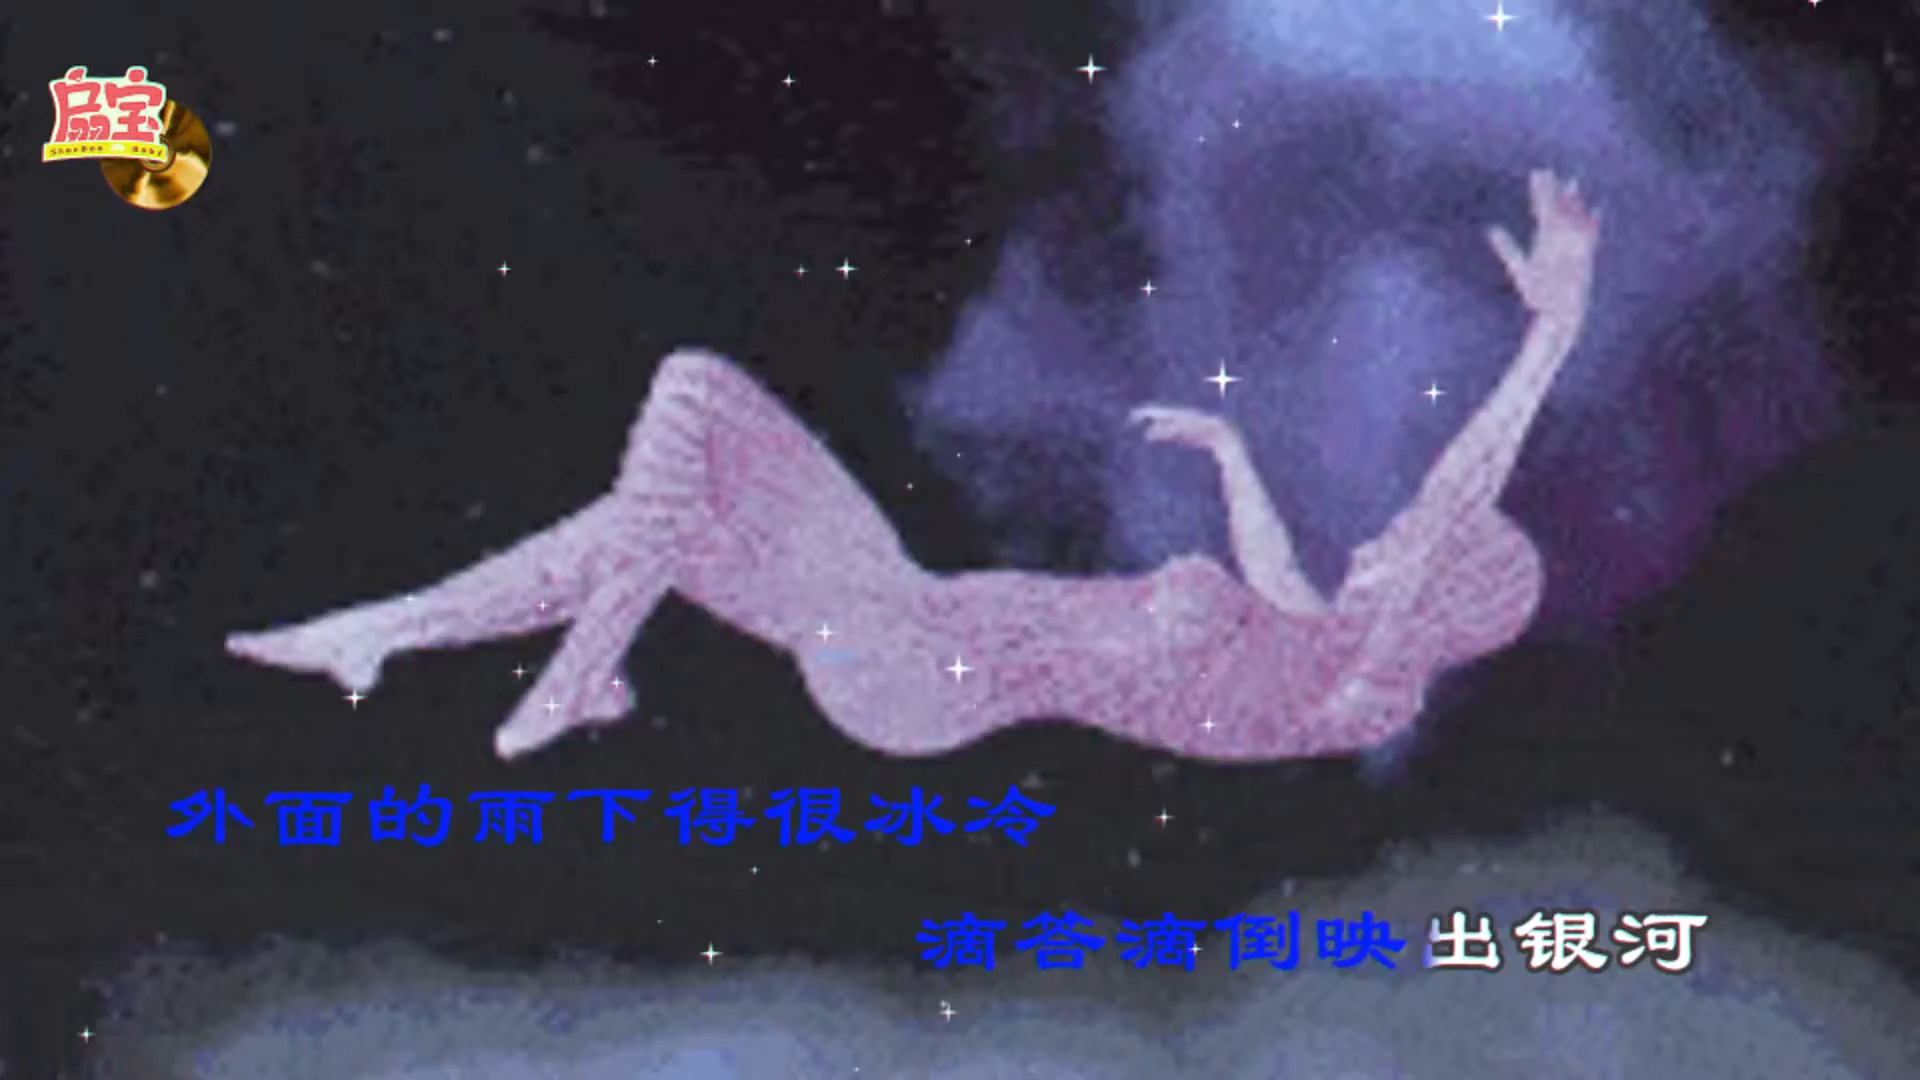 扇宝
外面的雨下得很冰冷
滴答滴倒映出银河